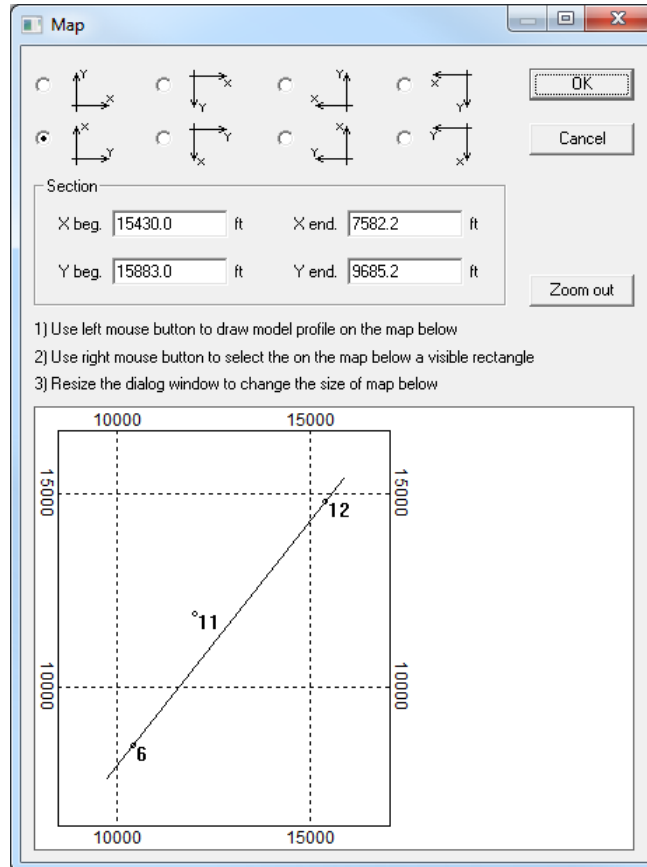 Map
Y X X Y Y X X Y
OK
X Y Y X X Y Y X
Cancel
Section
X beg. 15430.0 ft X end. 7582.2 ft
Y beg. 15883.0 ft Y end. 9685.2 ft
Zoom out
1) Use left mouse button to draw model profile on the map below
2) Use right mouse button to select the on the map below a visible rectangle
3) Resize the dialog window to change the size of map below
10000 15000
15000 15000
12
11
10000 10000
6
10000 15000